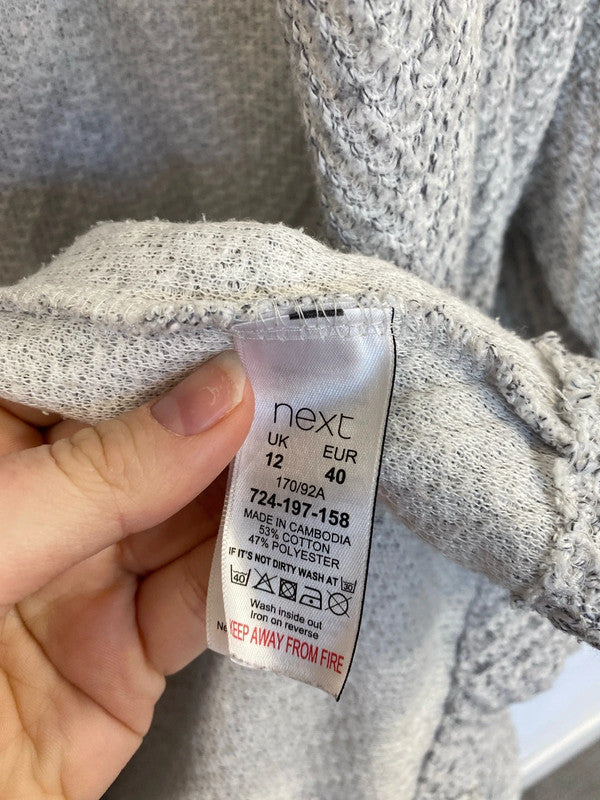 next
UK EUR
12 40
170/92A
724-197-158
MADE IN CAMBODIA
53% COTTON
47% POLYESTER
IF IT'S NOT DIRTY WASH AT 30
40
Wash inside out
Iron on reverse
KEEP AWAY FROM FIRE